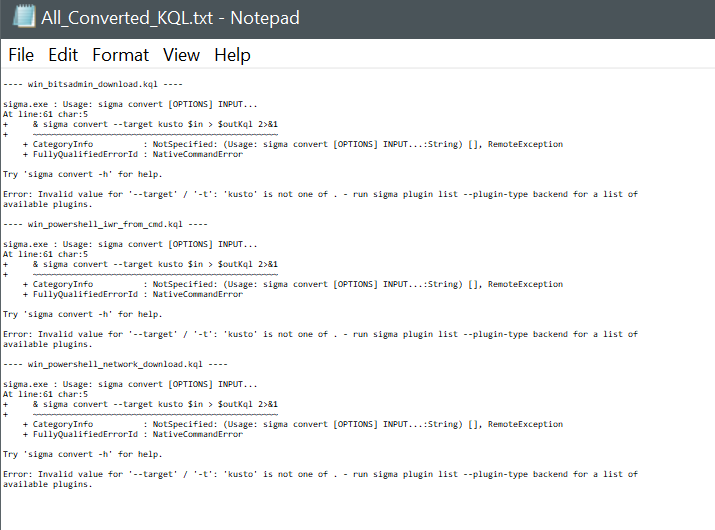 All_Converted_KQL.txt - Notepad
File Edit Format View Help
---- win_bitsadmin_download.kql ----
sigma.exe : Usage: sigma convert [OPTIONS] INPUT...
At line:61 char:5
+     & sigma convert --target kusto $in > $outKql 2>&1
+     ~~~~~~~~~~~~~~~~~~~~~~~~~~~~~~~~~~~~~~~~~~~~~~~~~
    + CategoryInfo          : NotSpecified: (Usage: sigma convert [OPTIONS] INPUT...:String) [], RemoteException
    + FullyQualifiedErrorId : NativeCommandError
Try 'sigma convert -h' for help.
Error: Invalid value for '--target' / '-t': 'kusto' is not one of . - run sigma plugin list --plugin-type backend for a list of
available plugins.
---- win_powershell_iwr_from_cmd.kql ----
sigma.exe : Usage: sigma convert [OPTIONS] INPUT...
At line:61 char:5
+     & sigma convert --target kusto $in > $outKql 2>&1
+     ~~~~~~~~~~~~~~~~~~~~~~~~~~~~~~~~~~~~~~~~~~~~~~~~~
    + CategoryInfo          : NotSpecified: (Usage: sigma convert [OPTIONS] INPUT...:String) [], RemoteException
    + FullyQualifiedErrorId : NativeCommandError
Try 'sigma convert -h' for help.
Error: Invalid value for '--target' / '-t': 'kusto' is not one of . - run sigma plugin list --plugin-type backend for a list of
available plugins.
---- win_powershell_network_download.kql ----
sigma.exe : Usage: sigma convert [OPTIONS] INPUT...
At line:61 char:5
+     & sigma convert --target kusto $in > $outKql 2>&1
+     ~~~~~~~~~~~~~~~~~~~~~~~~~~~~~~~~~~~~~~~~~~~~~~~~~
    + CategoryInfo          : NotSpecified: (Usage: sigma convert [OPTIONS] INPUT...:String) [], RemoteException
    + FullyQualifiedErrorId : NativeCommandError
Try 'sigma convert -h' for help.
Error: Invalid value for '--target' / '-t': 'kusto' is not one of . - run sigma plugin list --plugin-type backend for a list of
available plugins.